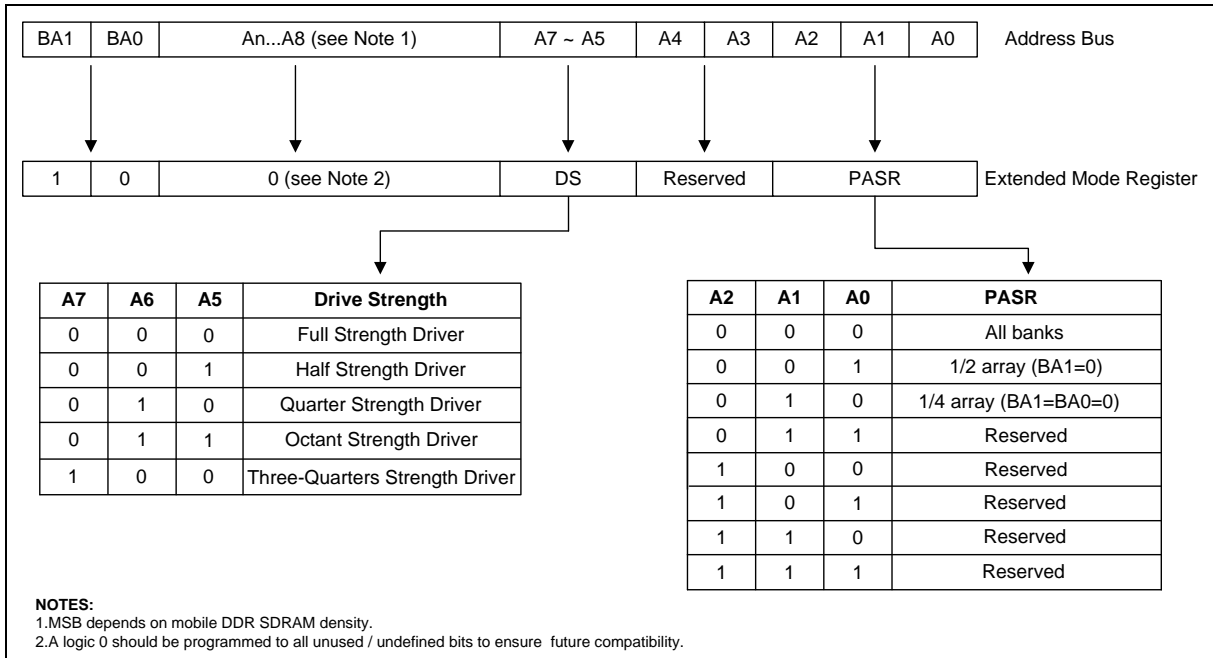 BA1 BA0 An...A8 (see Note 1) A7 ~ A5 A4 A3 A2 A1 A0 Address Bus
1 0 0 (see Note 2) DS Reserved PASR Extended Mode Register
A7 A6 A5 Drive Strength
0 0 0 Full Strength Driver
0 0 1 Half Strength Driver
0 1 0 Quarter Strength Driver
0 1 1 Octant Strength Driver
1 0 0 Three-Quarters Strength Driver
A2 A1 A0 PASR
0 0 0 All banks
0 0 1 1/2 array (BA1=0)
0 1 0 1/4 array (BA1=BA0=0)
0 1 1 Reserved
1 0 0 Reserved
1 0 1 Reserved
1 1 0 Reserved
1 1 1 Reserved
NOTES:
1.MSB depends on mobile DDR SDRAM density.
2.A logic 0 should be programmed to all unused / undefined bits to ensure future compatibility.